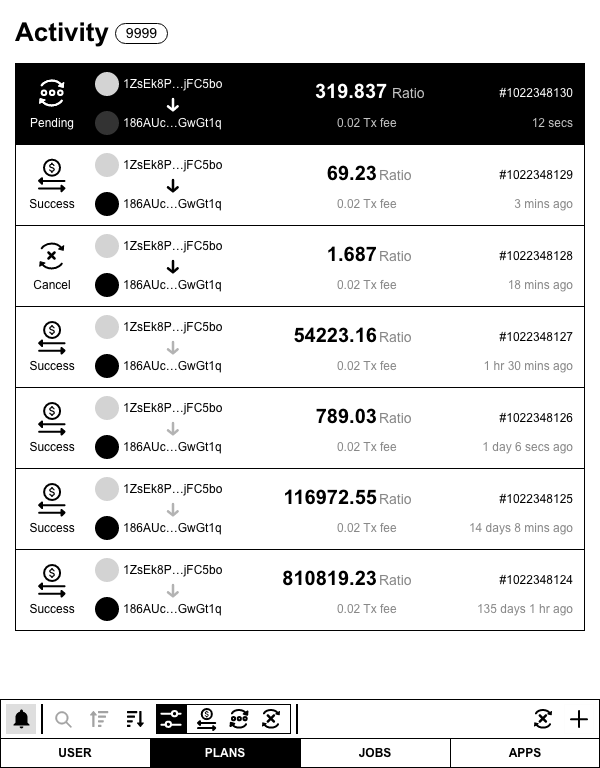 Activity 9999
1ZsEk8P…jFC5bo
319.837 Ratio
#1022348130
Pending
186AUc…GwGt1q
0.02 Tx fee
12 secs
1ZsEk8P…jFC5bo
69.23 Ratio
#1022348129
Success
186AUc…GwGt1q
0.02 Tx fee
3 mins ago
1ZsEk8P…jFC5bo
1.687 Ratio
#1022348128
Cancel
186AUc…GwGt1q
0.02 Tx fee
18 mins ago
1ZsEk8P…jFC5bo
54223.16 Ratio
#1022348127
Success
186AUc…GwGt1q
0.02 Tx fee
1 hr 30 mins ago
1ZsEk8P…jFC5bo
789.03 Ratio
#1022348126
Success
186AUc…GwGt1q
0.02 Tx fee
1 day 6 secs ago
1ZsEk8P…jFC5bo
116972.55 Ratio
#1022348125
Success
186AUc…GwGt1q
0.02 Tx fee
14 days 8 mins ago
1ZsEk8P…jFC5bo
810819.23 Ratio
#1022348124
Success
186AUc…GwGt1q
0.02 Tx fee
135 days 1 hr ago
USER
PLANS
JOBS
APPS